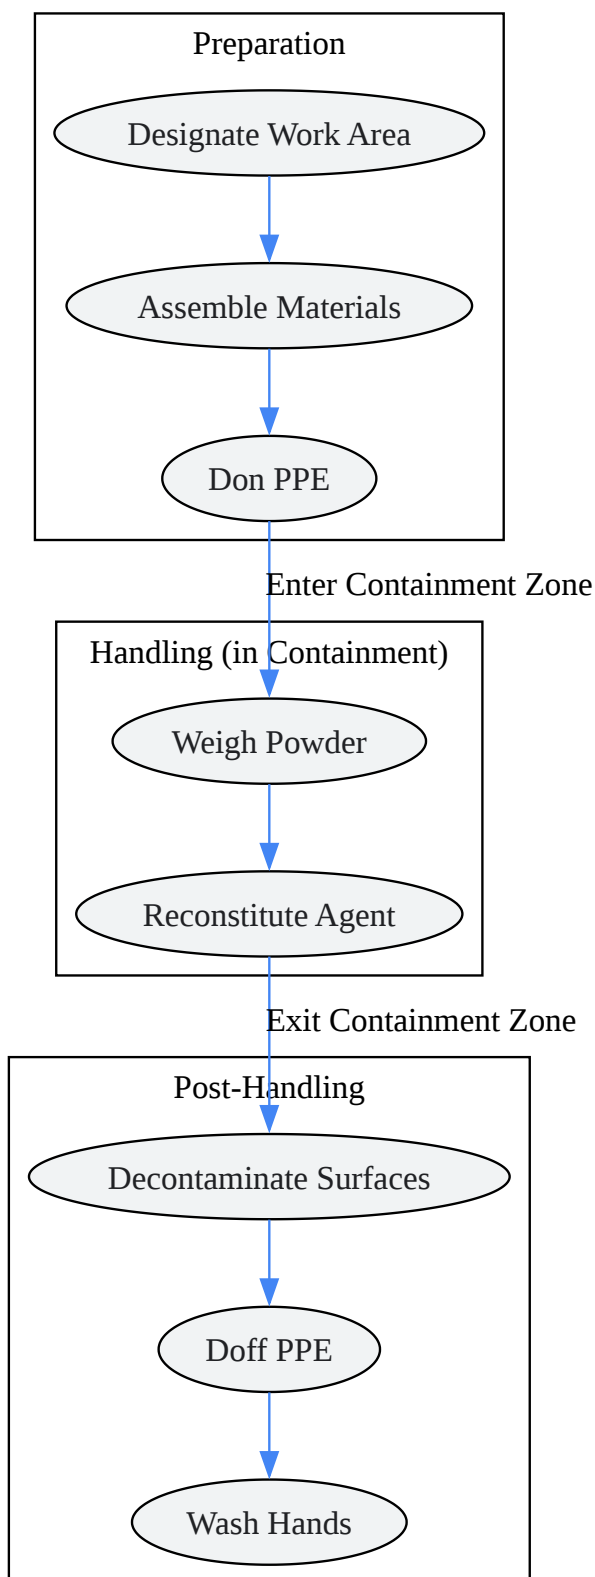 Preparation
Designate Work Area
Assemble Materials
Don PPE
Enter Containment Zone
Handling (in Containment)
Weigh Powder
Reconstitute Agent
Exit Containment Zone
Post-Handling
Decontaminate Surfaces
Doff PPE
Wash Hands